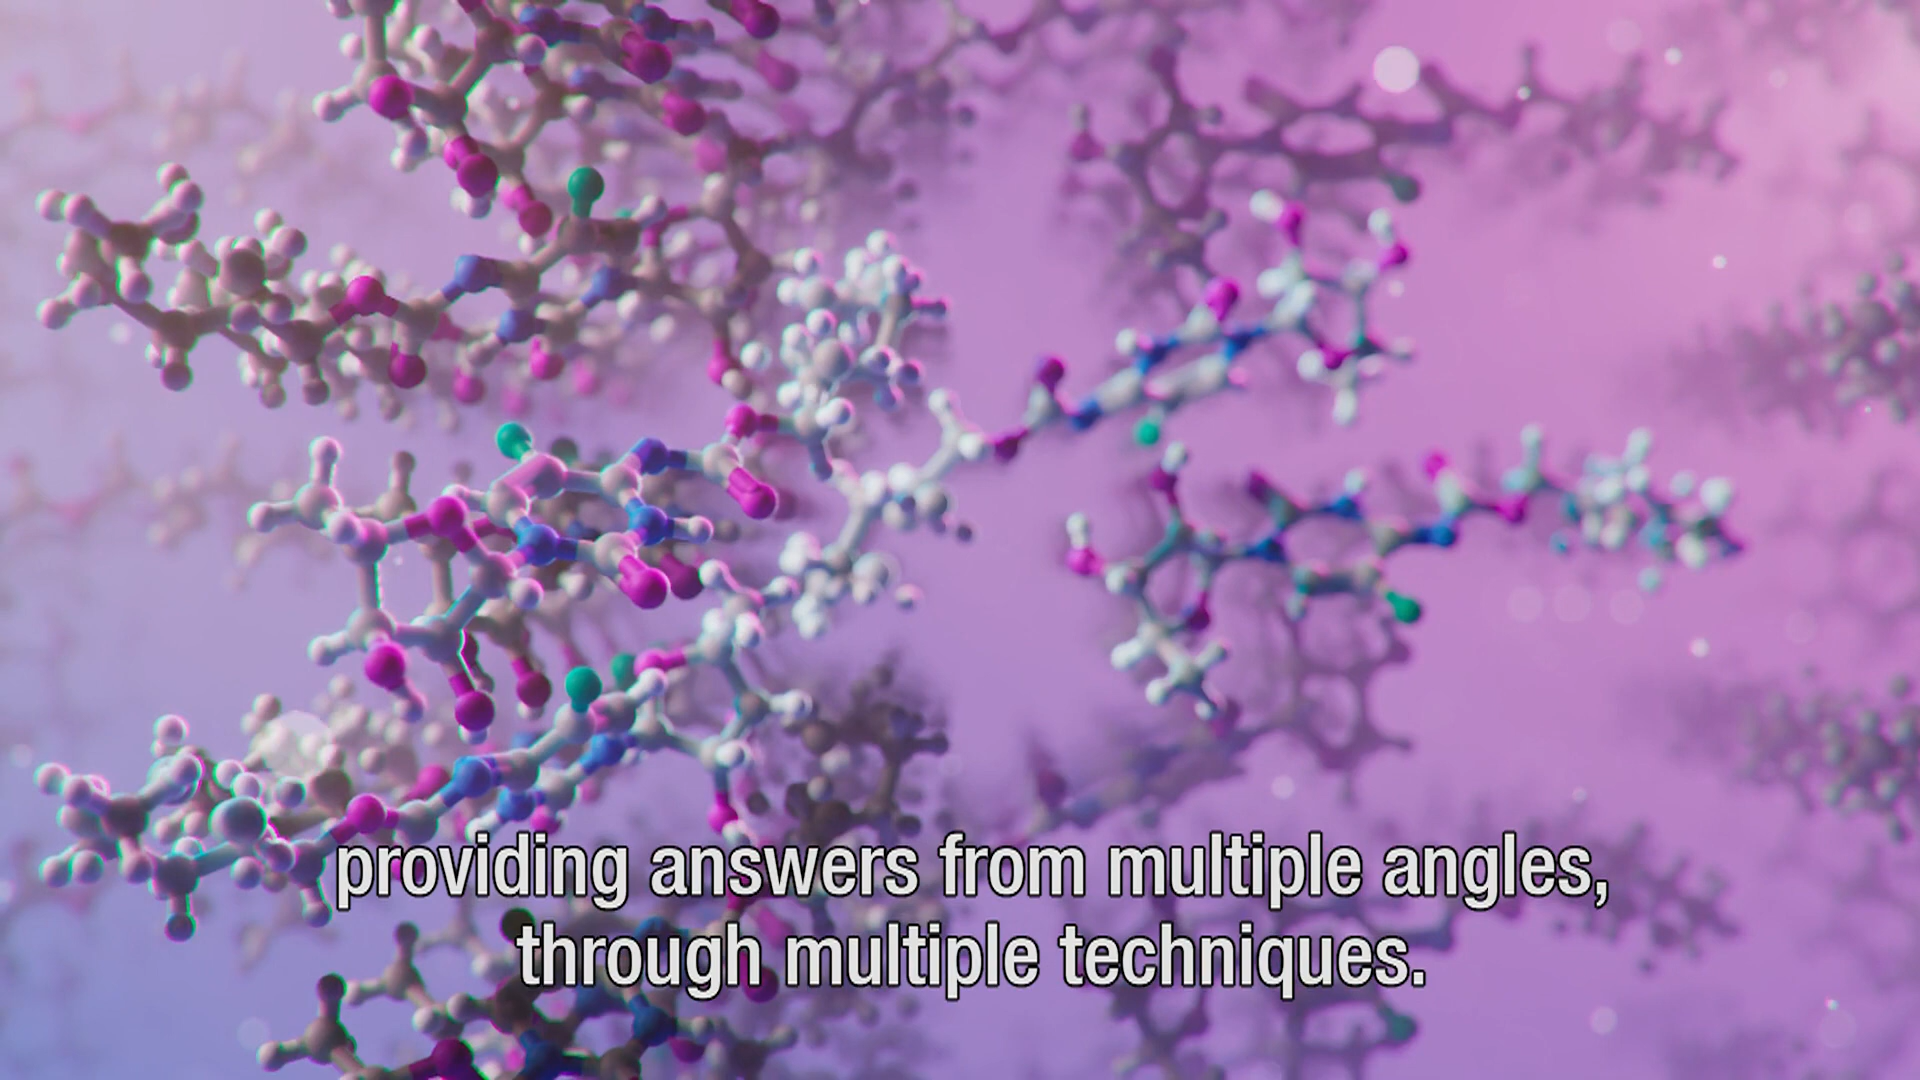 providing answers from multiple angles,
through multiple techniques.